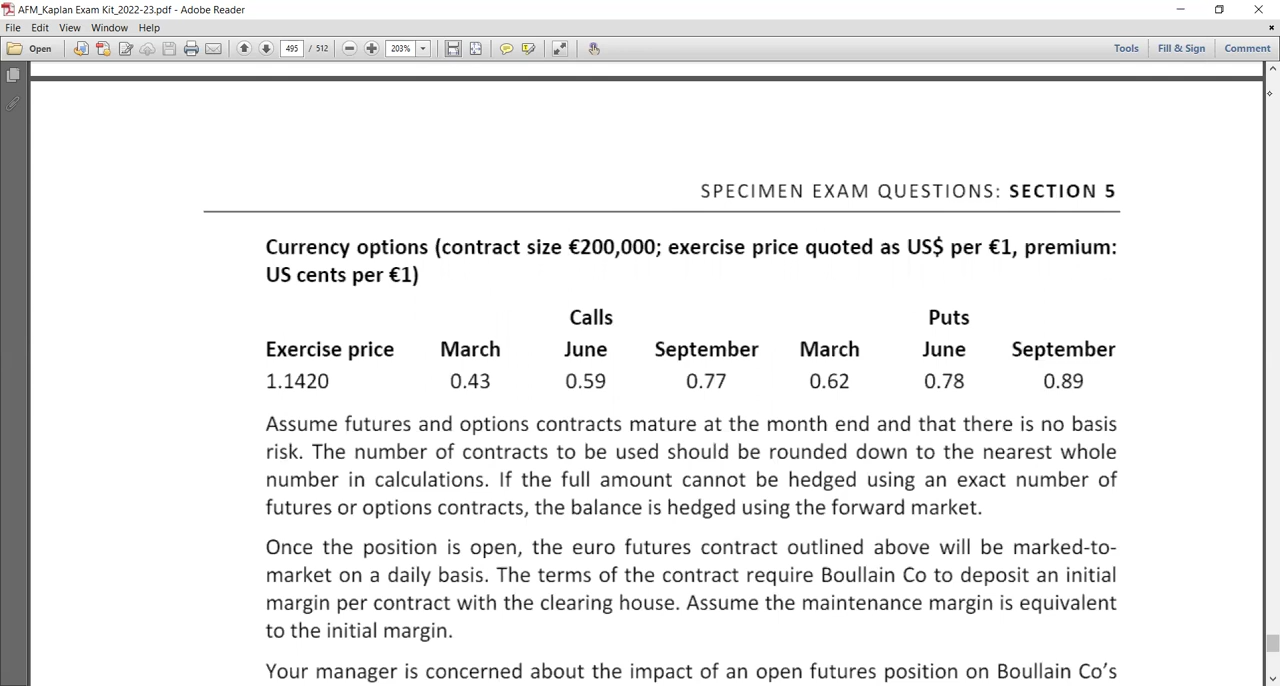 AFM_Kaplan Exam Kit_2022-23.pdf - Adobe Reader
File Edit View Window Help
Open 495 / 512 203% Tools Fill & Sign Comment
SPECIMEN EXAM QUESTIONS: SECTION 5
Currency options (contract size €200,000; exercise price quoted as US$ per €1, premium:
US cents per €1)
Calls Puts
Exercise price March June September March June September
1.1420 0.43 0.59 0.77 0.62 0.78 0.89
Assume futures and options contracts mature at the month end and that there is no basis
risk. The number of contracts to be used should be rounded down to the nearest whole
number in calculations. If the full amount cannot be hedged using an exact number of
futures or options contracts, the balance is hedged using the forward market.
Once the position is open, the euro futures contract outlined above will be marked-to-
market on a daily basis. The terms of the contract require Boullain Co to deposit an initial
margin per contract with the clearing house. Assume the maintenance margin is equivalent
to the initial margin.
Your manager is concerned about the impact of an open futures position on Boullain Co's